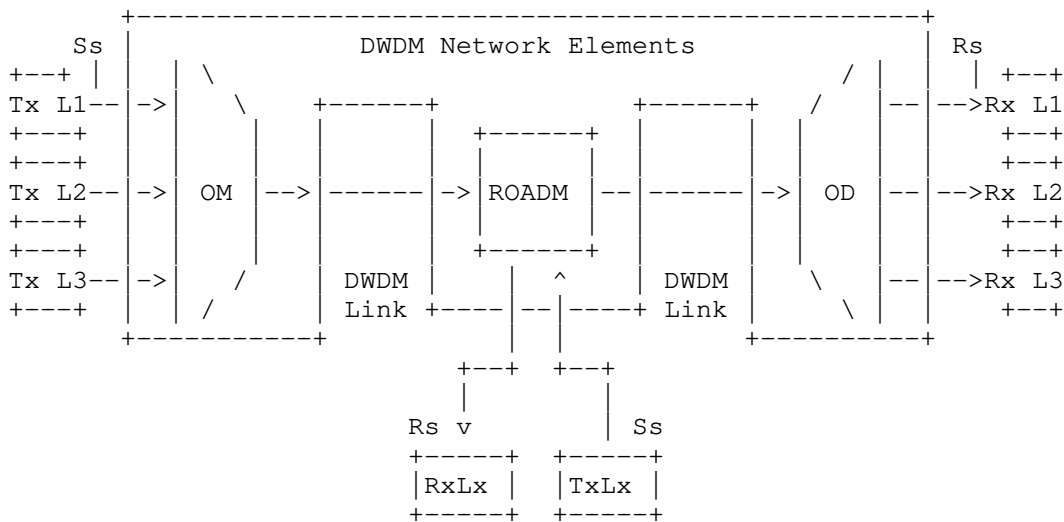 DWDM Network Elements
Ss Rs
Tx L1 Rx L1
Tx L2 OM ROADM OD Rx L2
Tx L3 DWDM DWDM Rx L3
Link Link
Rs v Ss
RxLx TxLx